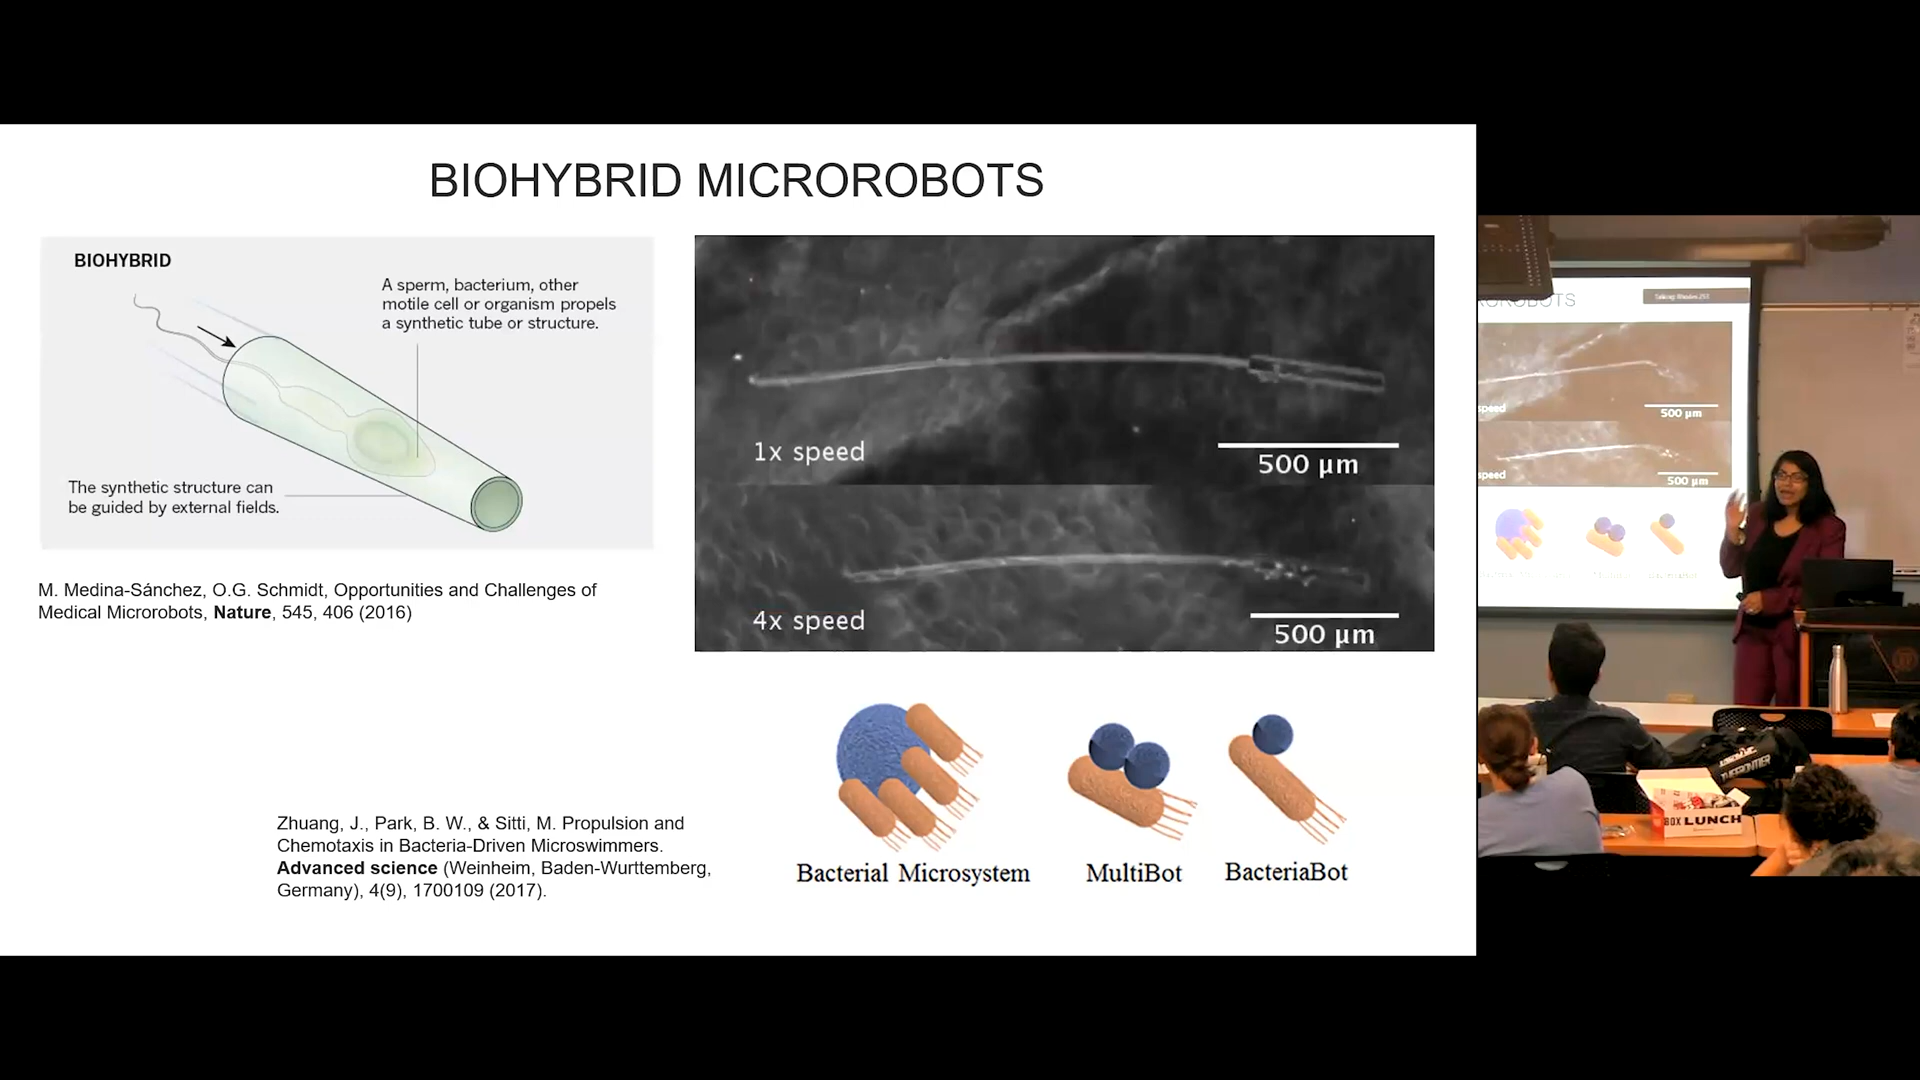 BIOHYBRID MICROROBOTS
BIOHYBRID
A sperm, bacterium, other
motile cell or organism propels
a synthetic tube or structure.
The synthetic structure can
be guided by external fields.
M. Medina-Sánchez, O.G. Schmidt, Opportunities and Challenges of
Medical Microrobots, Nature, 545, 406 (2016)
1x speed
500 µm
4x speed
500 µm
Zhuang, J., Park, B. W., & Sitti, M. Propulsion and
Chemotaxis in Bacteria-Driven Microswimmers.
Advanced science (Weinheim, Baden-Wurttemberg,
Germany), 4(9), 1700109 (2017).
Bacterial Microsystem
MultiBot
BacteriaBot
ROROBOTS
speed
500 µm
speed
500 µm
BOX LUNCH